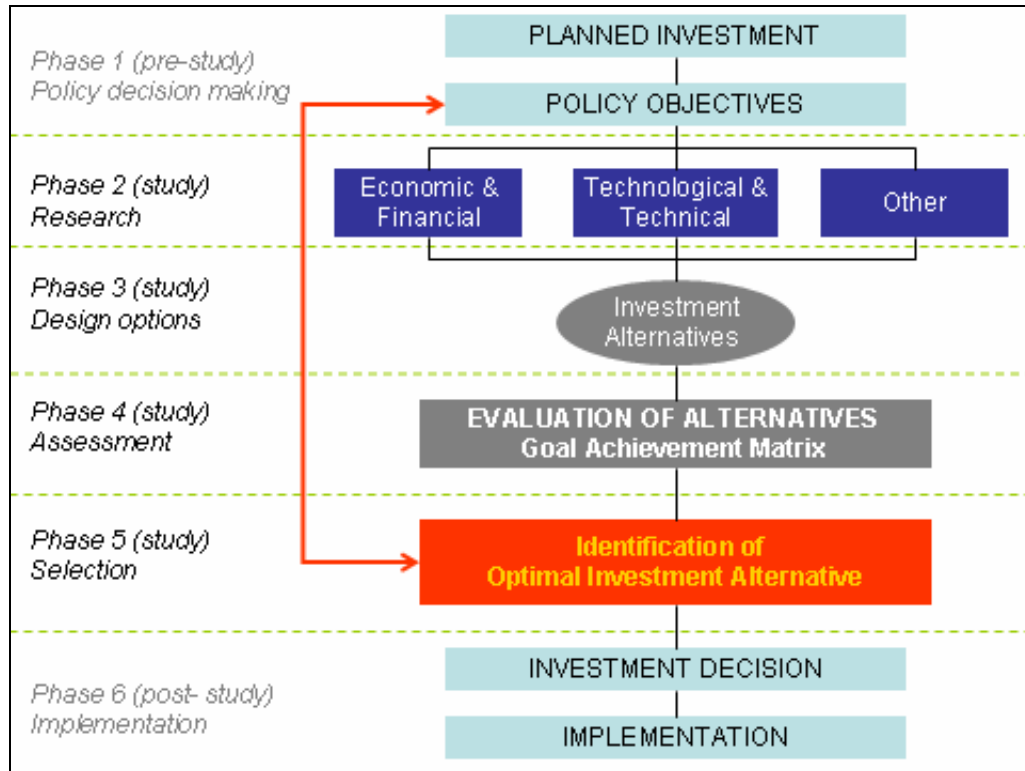 Phase 1 (pre-study)
Policy decision making
PLANNED INVESTMENT
POLICY OBJECTIVES
Phase 2 (study)
Research
Economic &
Financial
Technological &
Technical
Other
Phase 3 (study)
Design options
Investment
Alternatives
Phase 4 (study)
Assessment
EVALUATION OF ALTERNATIVES
Goal Achievement Matrix
Phase 5 (study)
Selection
Identification of
Optimal Investment Alternative
Phase 6 (post- study)
Implementation
INVESTMENT DECISION
IMPLEMENTATION